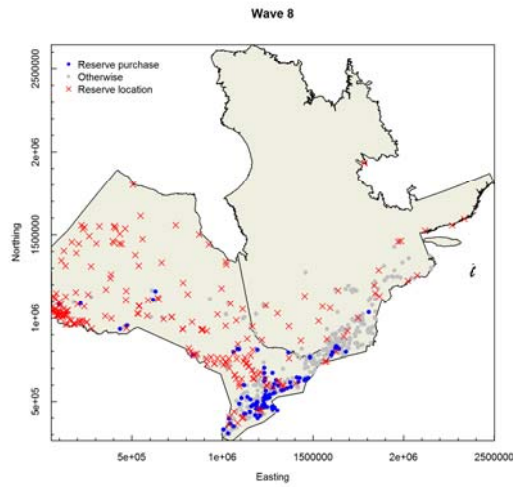 Wave 8
Reserve purchase
Otherwise
Reserve location
Northing
2500000
2e+06
1500000
1e+06
5e+05
5e+05
1e+06
1500000
2e+06
2500000
Easting